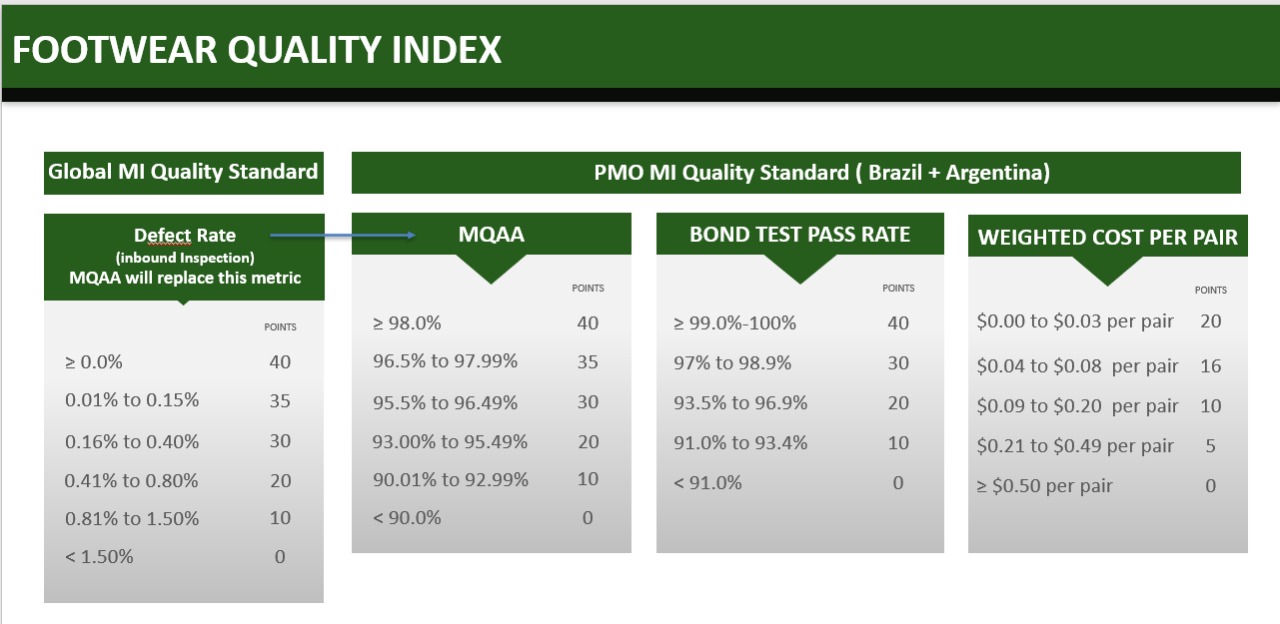 FOOTWEAR QUALITY INDEX
Global MI Quality Standard
PMO MI Quality Standard ( Brazil + Argentina)
Defect Rate
(inbound Inspection)
MQAA will replace this metric
POINTS
≥ 0.0% 40
0.01% to 0.15% 35
0.16% to 0.40% 30
0.41% to 0.80% 20
0.81% to 1.50% 10
< 1.50% 0
MQAA
POINTS
≥ 98.0% 40
96.5% to 97.99% 35
95.5% to 96.49% 30
93.00% to 95.49% 20
90.01% to 92.99% 10
< 90.0% 0
BOND TEST PASS RATE
POINTS
≥ 99.0%-100% 40
97% to 98.9% 30
93.5% to 96.9% 20
91.0% to 93.4% 10
< 91.0% 0
WEIGHTED COST PER PAIR
POINTS
$0.00 to $0.03 per pair 20
$0.04 to $0.08 per pair 16
$0.09 to $0.20 per pair 10
$0.21 to $0.49 per pair 5
≥ $0.50 per pair 0